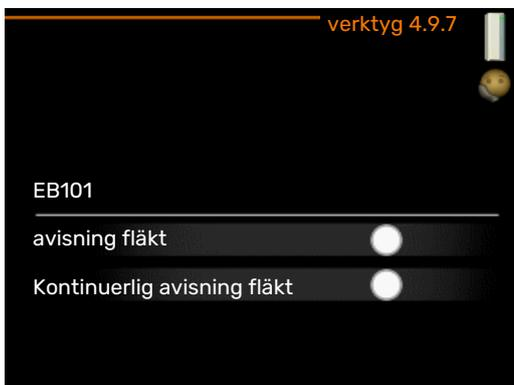 verktyg 4.9.7
EB101
avisning fläkt
Kontinuerlig avisning fläkt